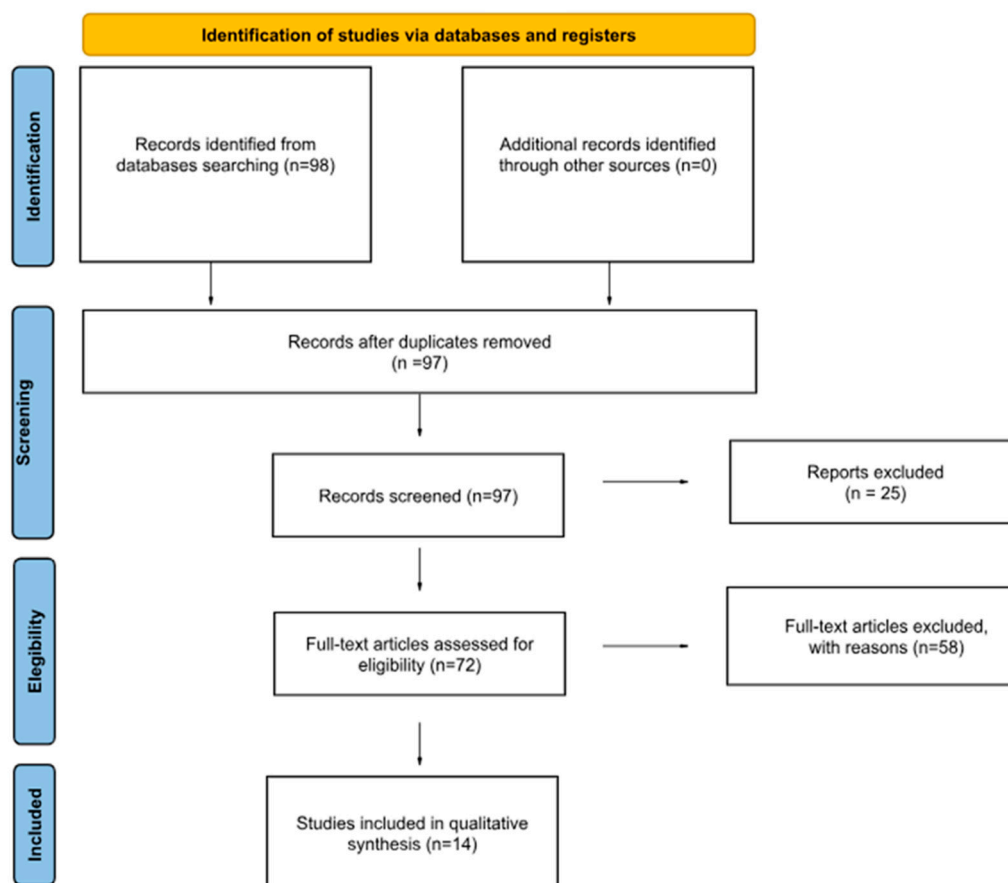 Identification of studies via databases and registers
Identification
Records identified from
databases searching (n=98)
Additional records identified
through other sources (n=0)
Screening
Records after duplicates removed
(n =97)
Records screened (n=97)
Reports excluded
(n = 25)
Elegibility
Full-text articles assessed for
eligibility (n=72)
Full-text articles excluded,
with reasons (n=58)
Included
Studies included in qualitative
synthesis (n=14)